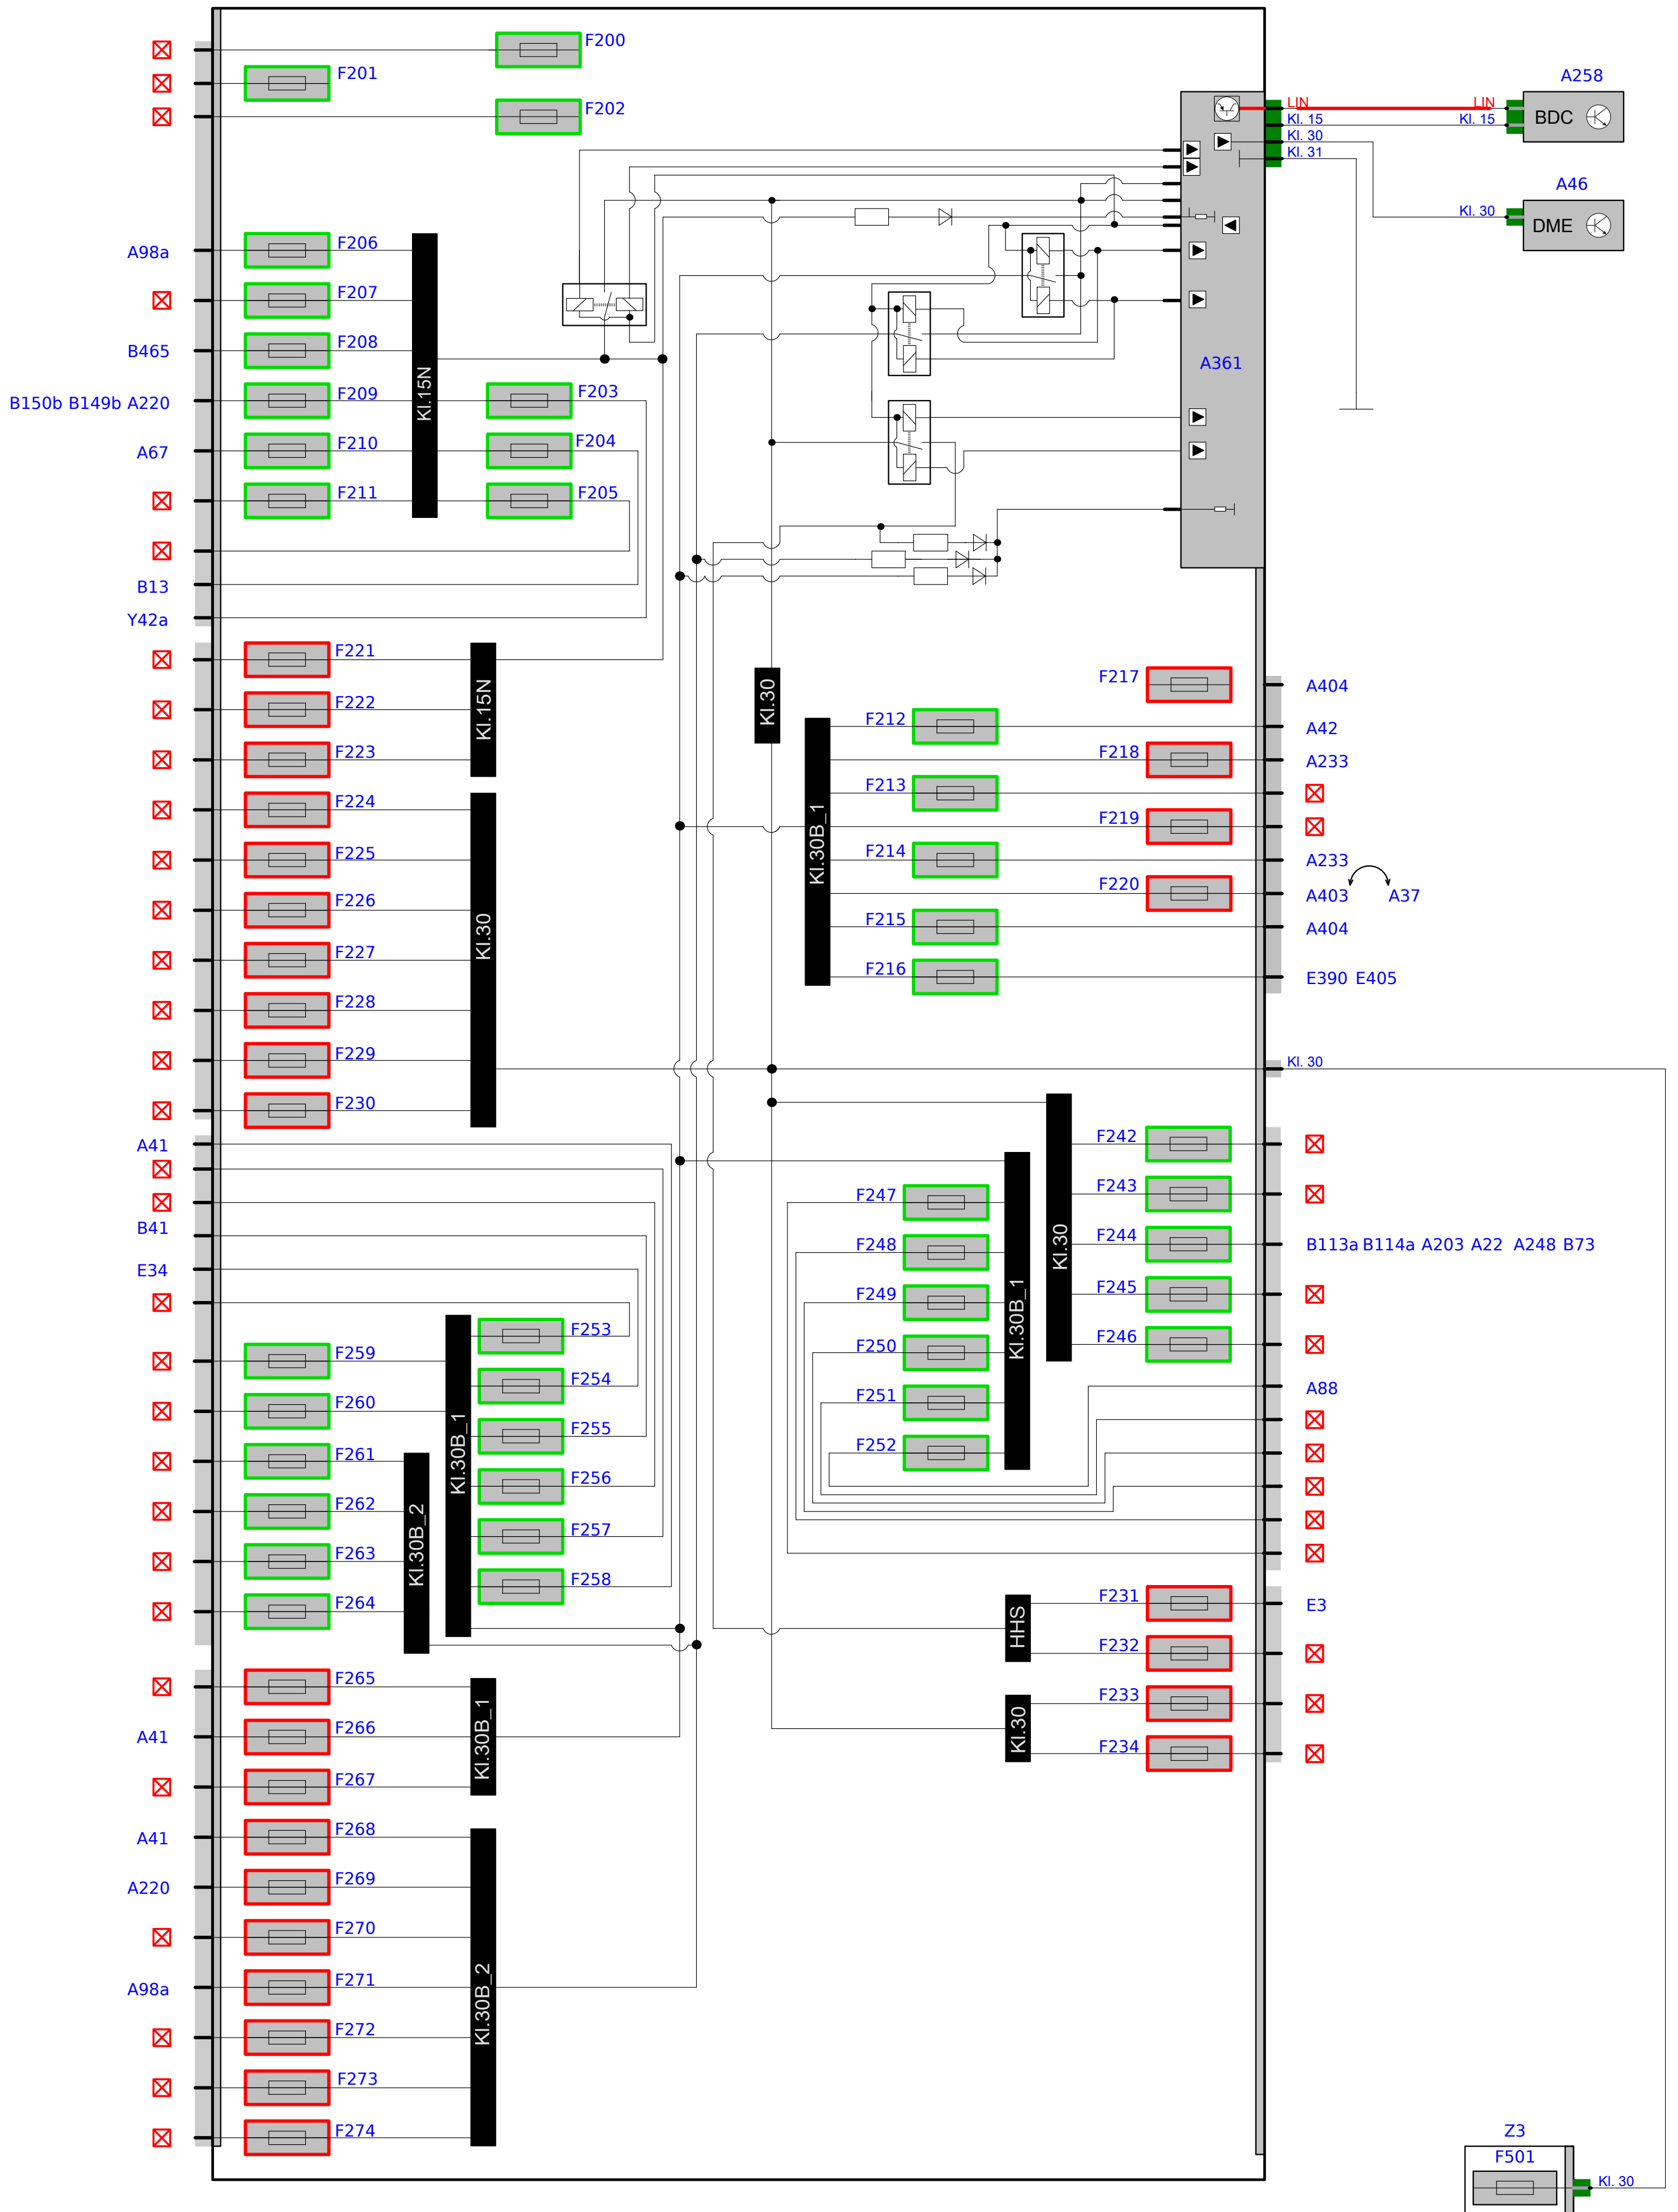 F200
F201
A258
F202
LIN LIN
Kl. 15 Kl. 15 BDC
Kl. 30
Kl. 31
A46
Kl. 30 DME
A98a F206
F207
B465 F208
A361
Kl.15N
B150b B149b A220 F209 F203
A67 F210 F204
F211 F205
B13
Y42a
F221
F217 A404
Kl.15N
Kl.30
F222
F212 A42
F223
F218 A233
F213
F224
F219
Kl.30B_1
F225
F214 A233
F226
F220 A403 A37
Kl.30
F215 A404
F227
F216 E390 E405
F228
F229
Kl. 30
F230
A41
F242
F243
F247
B41
F244 B113a B114a A203 A22 A248 B73
Kl.30
F248
E34
F249
F245
Kl.30B_1
F253
F246
F259
F250
F254
A88
F260
F251
F255
F261
F252
Kl.30B_1
F256
F262
F257
Kl.30B_2
F263
F258
F264
F231 E3
HHS
F232
F265
F233
Kl.30
Kl.30B_1
A41 F266
F234
F267
A41 F268
A220 F269
F270
A98a F271
Kl.30B_2
F272
F273
F274
Z3
F501
Kl. 30